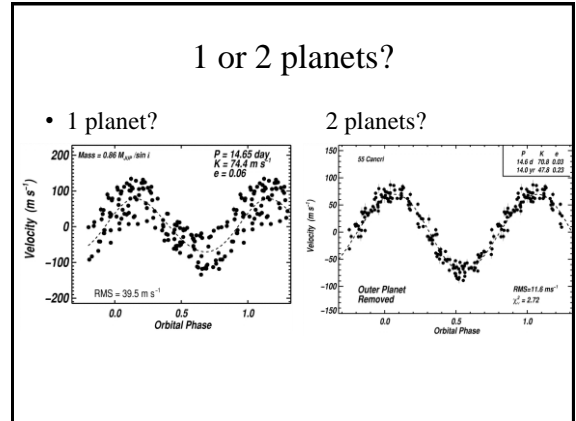 1 or 2 planets?
• 1 planet?
2 planets?
Mass = 0.86 M_JUP /sin i
P = 14.65 day
K = 74.4 m s⁻¹
e = 0.06
200
100
0
−100
−200
Velocity (m s⁻¹)
RMS = 39.5 m s⁻¹
0.0 0.5 1.0
Orbital Phase
55 Cancri
P K e
14.6 d 70.8 0.03
14.0 yr 47.8 0.23
150
100
50
0
−50
−100
−150
Velocity (m s⁻¹)
Outer Planet
Removed
RMS=11.6 ms⁻¹
= 2.72
0.0 0.5 1.0
Orbital Phase